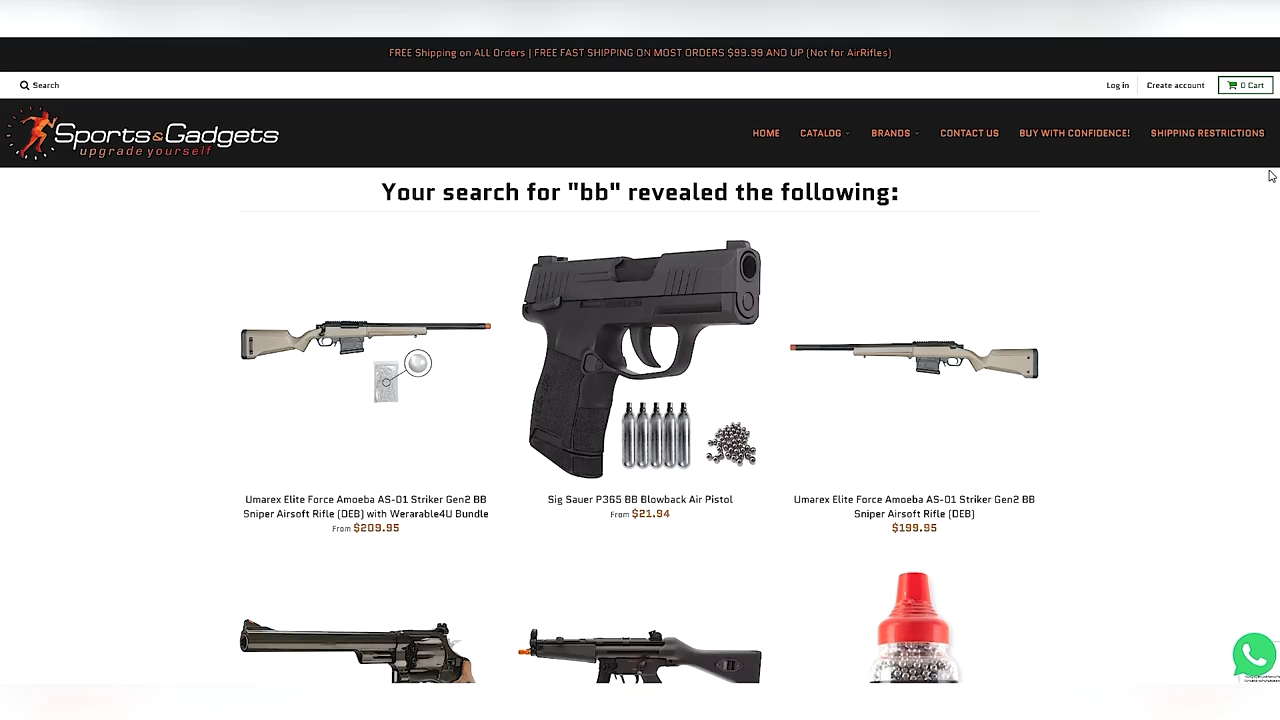 FREE Shipping on ALL Orders | FREE FAST SHIPPING ON MOST ORDERS $99.99 AND UP (Not for AirRifles)
Search
Log in
Create account
0 Cart
Sports&Gadgets
upgrade yourself
HOME
CATALOG
BRANDS
CONTACT US
BUY WITH CONFIDENCE!
SHIPPING RESTRICTIONS
Your search for "bb" revealed the following:
Umarex Elite Force Amoeba AS-01 Striker Gen2 BB
Sniper Airsoft Rifle (DEB) with Werarable4U Bundle
From $209.95
Sig Sauer P365 BB Blowback Air Pistol
From $21.94
Umarex Elite Force Amoeba AS-01 Striker Gen2 BB
Sniper Airsoft Rifle (DEB)
$199.95